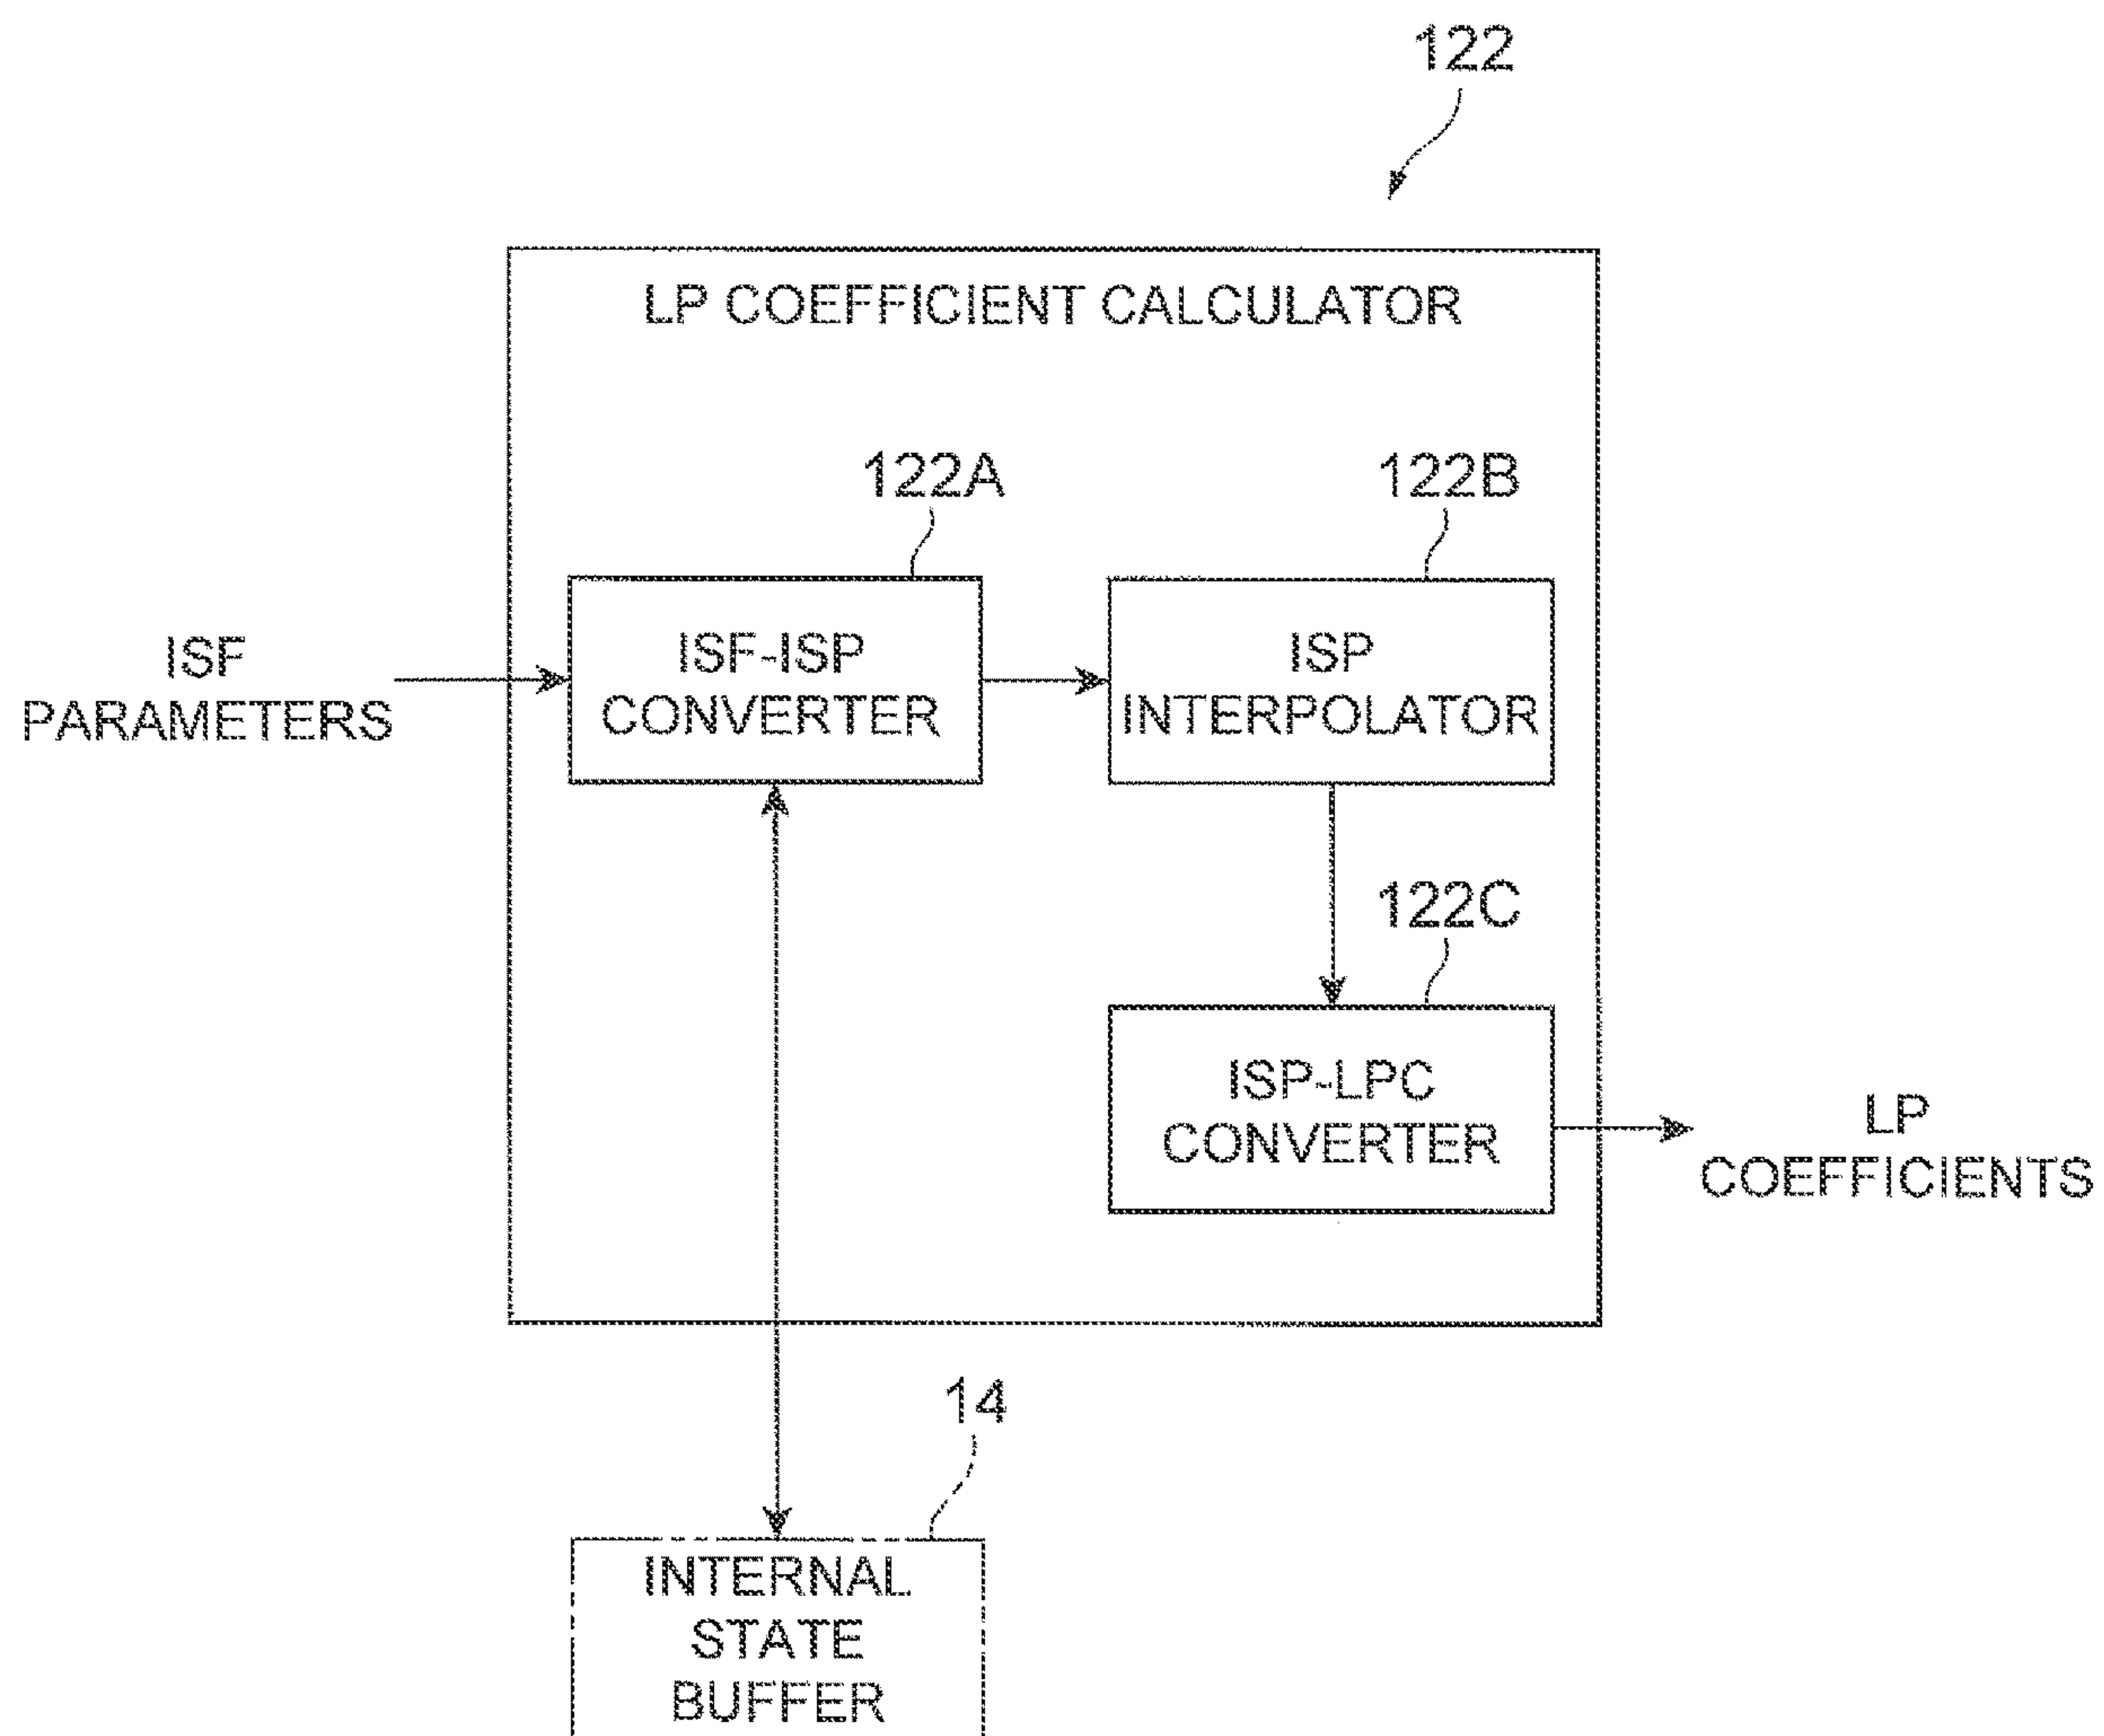 122
LP COEFFICIENT CALCULATOR
122A
122B
ISF
PARAMETERS
ISF-ISP
CONVERTER
ISP
INTERPOLATOR
122C
ISP-LPC
CONVERTER
LP
COEFFICIENTS
14
INTERNAL
STATE
BUFFER